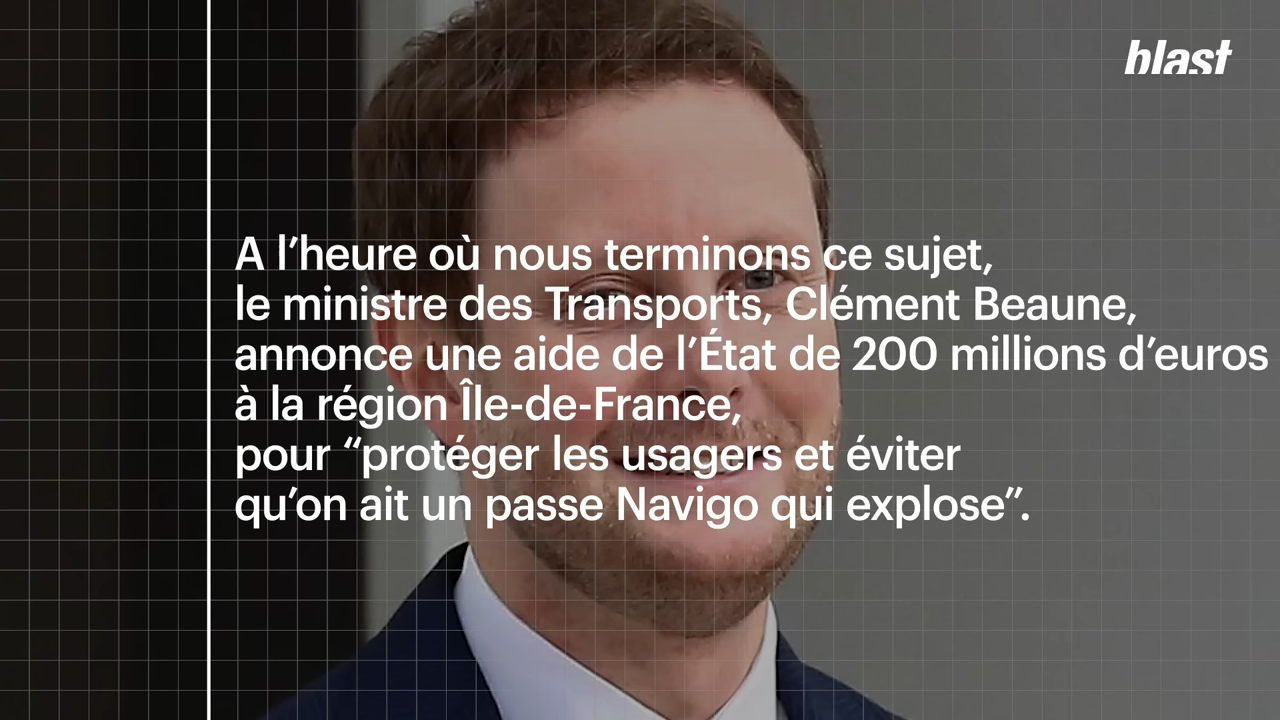 blast
A l’heure où nous terminons ce sujet,
le ministre des Transports, Clément Beaune,
annonce une aide de l’État de 200 millions d’euros
à la région Île-de-France,
pour “protéger les usagers et éviter
qu’on ait un passe Navigo qui explose”.